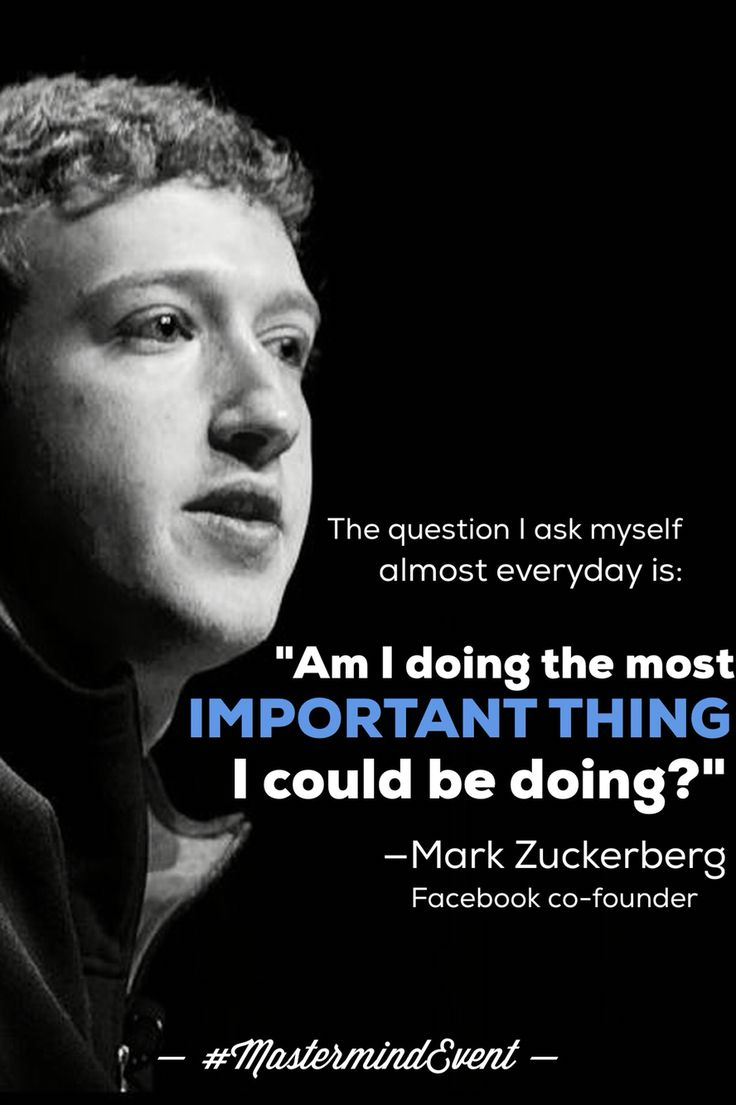 The question I ask myself
almost everyday is:
"Am I doing the most
IMPORTANT THING
I could be doing?"
–Mark Zuckerberg
Facebook co-founder
— #MastermindEvent —